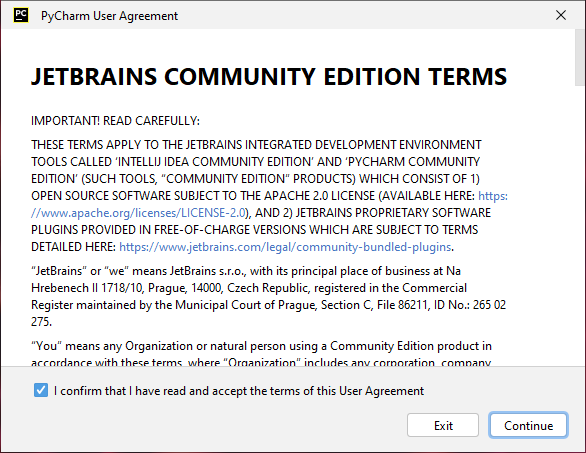 PC
PyCharm User Agreement
JETBRAINS COMMUNITY EDITION TERMS
IMPORTANT! READ CAREFULLY:
THESE TERMS APPLY TO THE JETBRAINS INTEGRATED DEVELOPMENT ENVIRONMENT
TOOLS CALLED ‘INTELLIJ IDEA COMMUNITY EDITION’ AND ‘PYCHARM COMMUNITY
EDITION’ (SUCH TOOLS, “COMMUNITY EDITION” PRODUCTS) WHICH CONSIST OF 1)
OPEN SOURCE SOFTWARE SUBJECT TO THE APACHE 2.0 LICENSE (AVAILABLE HERE: https:
//www.apache.org/licenses/LICENSE-2.0), AND 2) JETBRAINS PROPRIETARY SOFTWARE
PLUGINS PROVIDED IN FREE-OF-CHARGE VERSIONS WHICH ARE SUBJECT TO TERMS
DETAILED HERE: https://www.jetbrains.com/legal/community-bundled-plugins.
“JetBrains” or “we” means JetBrains s.r.o., with its principal place of business at Na
Hrebenech II 1718/10, Prague, 14000, Czech Republic, registered in the Commercial
Register maintained by the Municipal Court of Prague, Section C, File 86211, ID No.: 265 02
275.
“You” means any Organization or natural person using a Community Edition product in
accordance with these terms, where “Organization” includes any corporation, company
I confirm that I have read and accept the terms of this User Agreement
Exit
Continue